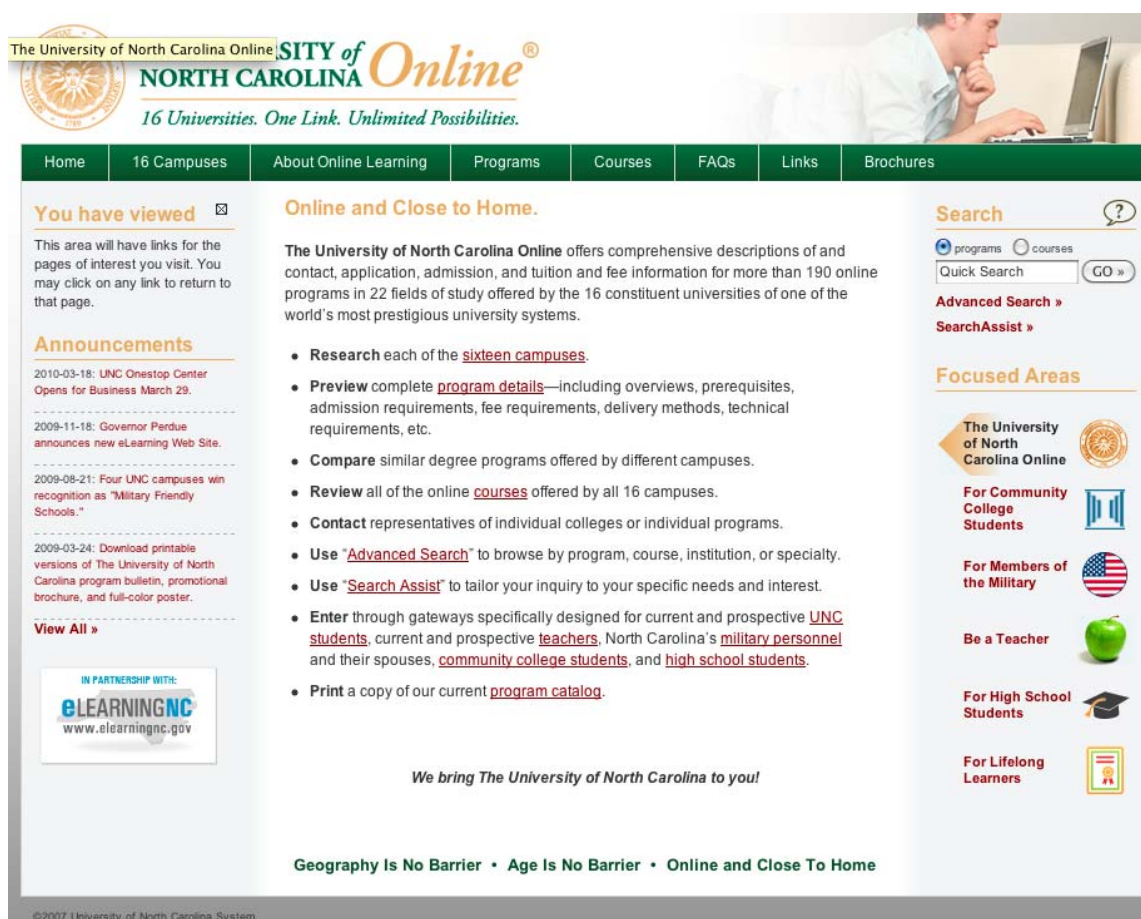 The University of North Carolina Online
SITY of
NORTH CAROLINA Online®
16 Universities. One Link. Unlimited Possibilities.
1789
Home 16 Campuses About Online Learning Programs Courses FAQs Links Brochures
You have viewed
This area will have links for the
pages of interest you visit. You
may click on any link to return to
that page.
Announcements
2010-03-18: UNC Onestop Center
Opens for Business March 29.
2009-11-18: Governor Perdue
announces new eLearning Web Site.
2009-08-21: Four UNC campuses win
recognition as "Military Friendly
Schools."
2009-03-24: Download printable
versions of The University of North
Carolina program bulletin, promotional
brochure, and full-color poster.
View All »
IN PARTNERSHIP WITH:
eLEARNINGNC
www.elearningnc.gov
Online and Close to Home.
The University of North Carolina Online offers comprehensive descriptions of and
contact, application, admission, and tuition and fee information for more than 190 online
programs in 22 fields of study offered by the 16 constituent universities of one of the
world's most prestigious university systems.
• Research each of the sixteen campuses.
• Preview complete program details—including overviews, prerequisites,
admission requirements, fee requirements, delivery methods, technical
requirements, etc.
• Compare similar degree programs offered by different campuses.
• Review all of the online courses offered by all 16 campuses.
• Contact representatives of individual colleges or individual programs.
• Use “Advanced Search” to browse by program, course, institution, or specialty.
• Use “Search Assist” to tailor your inquiry to your specific needs and interest.
• Enter through gateways specifically designed for current and prospective UNC
students, current and prospective teachers, North Carolina's military personnel
and their spouses, community college students, and high school students.
• Print a copy of our current program catalog.
We bring The University of North Carolina to you!
Geography Is No Barrier • Age Is No Barrier • Online and Close To Home
Search ?
programs courses
Quick Search GO »
Advanced Search »
SearchAssist »
Focused Areas
The University
of North
Carolina Online
For Community
College
Students
For Members of
the Military
Be a Teacher
For High School
Students
For Lifelong
Learners
©2007 University of North Carolina System